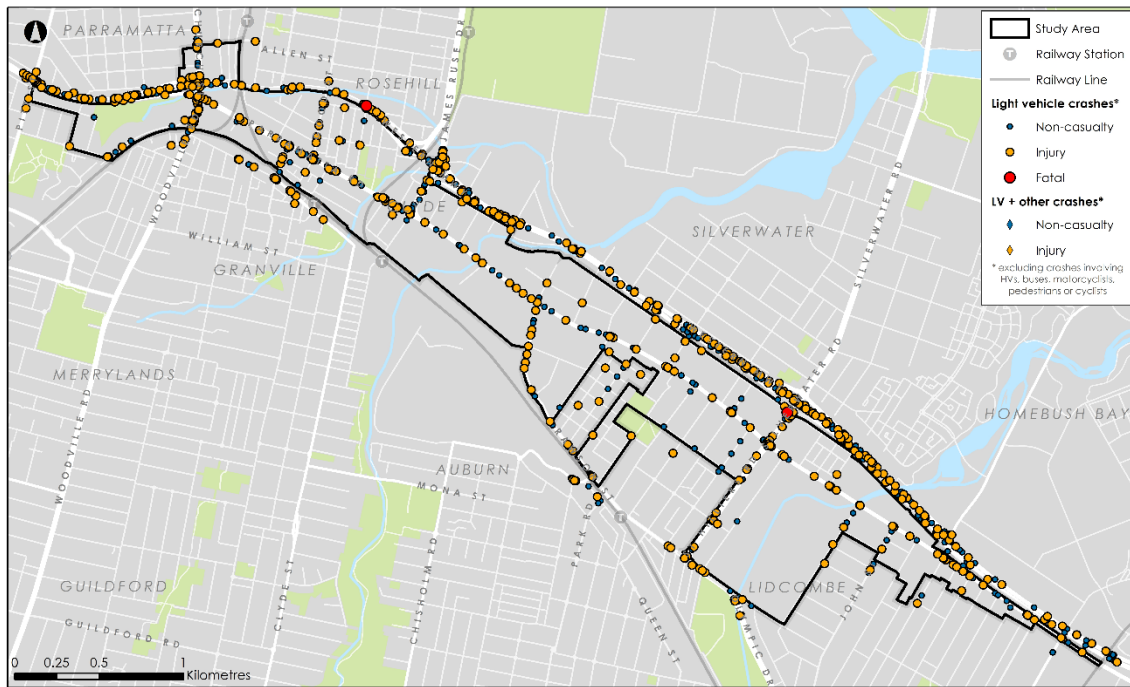 PARRAMATTA
ALLEN ST
ROSEHILL
JAMES RUSE DR
WOODVILLE
WILLIAM ST
GRANVILLE
SILVERWATER
SILVERWATER RD
MERRYLANDS
HOMEBUSH BAY
WOODVILLE RD
AUBURN
MONA ST
PARK RD
GUILDFORD
CLYDE ST
CHISHOLM RD
LIDCOMBE
JOHN
GUILDFORD RD
QUEEN ST
0 0.25 0.5 1
Kilometres
Study Area
T Railway Station
Railway Line
Light vehicle crashes*
Non-casualty
Injury
Fatal
LV + other crashes*
Non-casualty
Injury
* excluding crashes involving
HVs, buses, motorcyclists,
pedestrians or cyclists